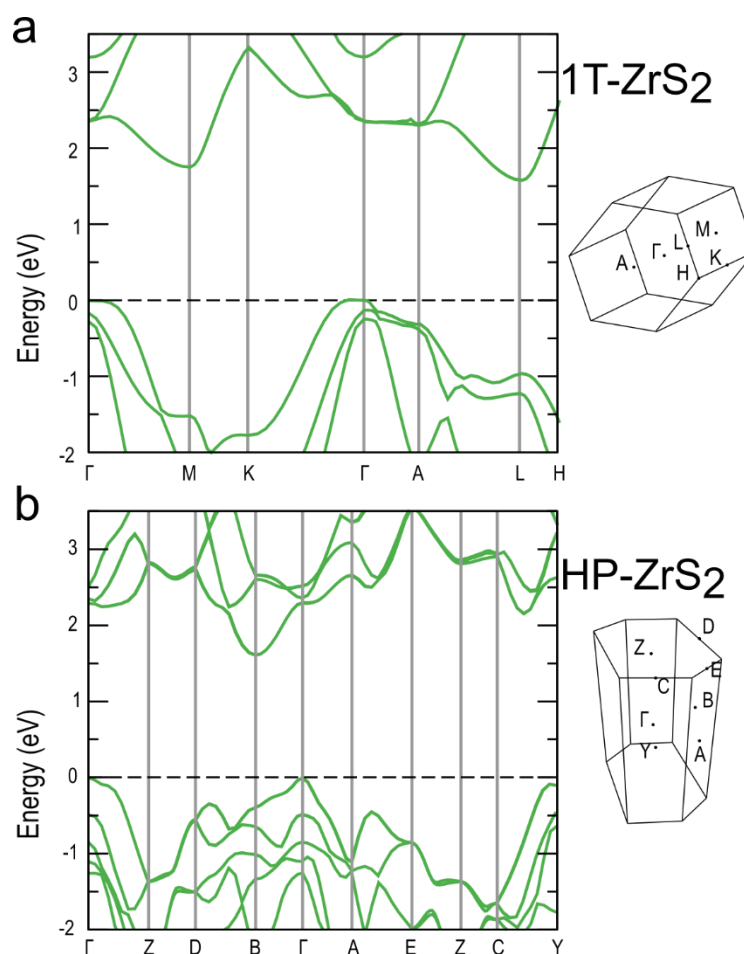 a
1T-ZrS2
3
2
1
0
-1
-2
Energy (eV)
Γ M K Γ A L H
A Γ L M H K
b
HP-ZrS2
3
2
1
0
-1
-2
Energy (eV)
Γ Z D B Γ A E Z C Y
D
Z
E
C
B
Γ
Y A